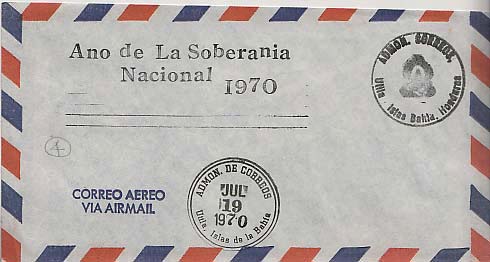 Ano de La Soberania
Nacional 1970
ADMON. CORREOS,
Utila Islas Bahia, Honduras
4
CORREO AEREO
VIA AIRMAIL
ADMON. DE CORREOS
JUL
19
1970
Utila, Islas de la Bahia